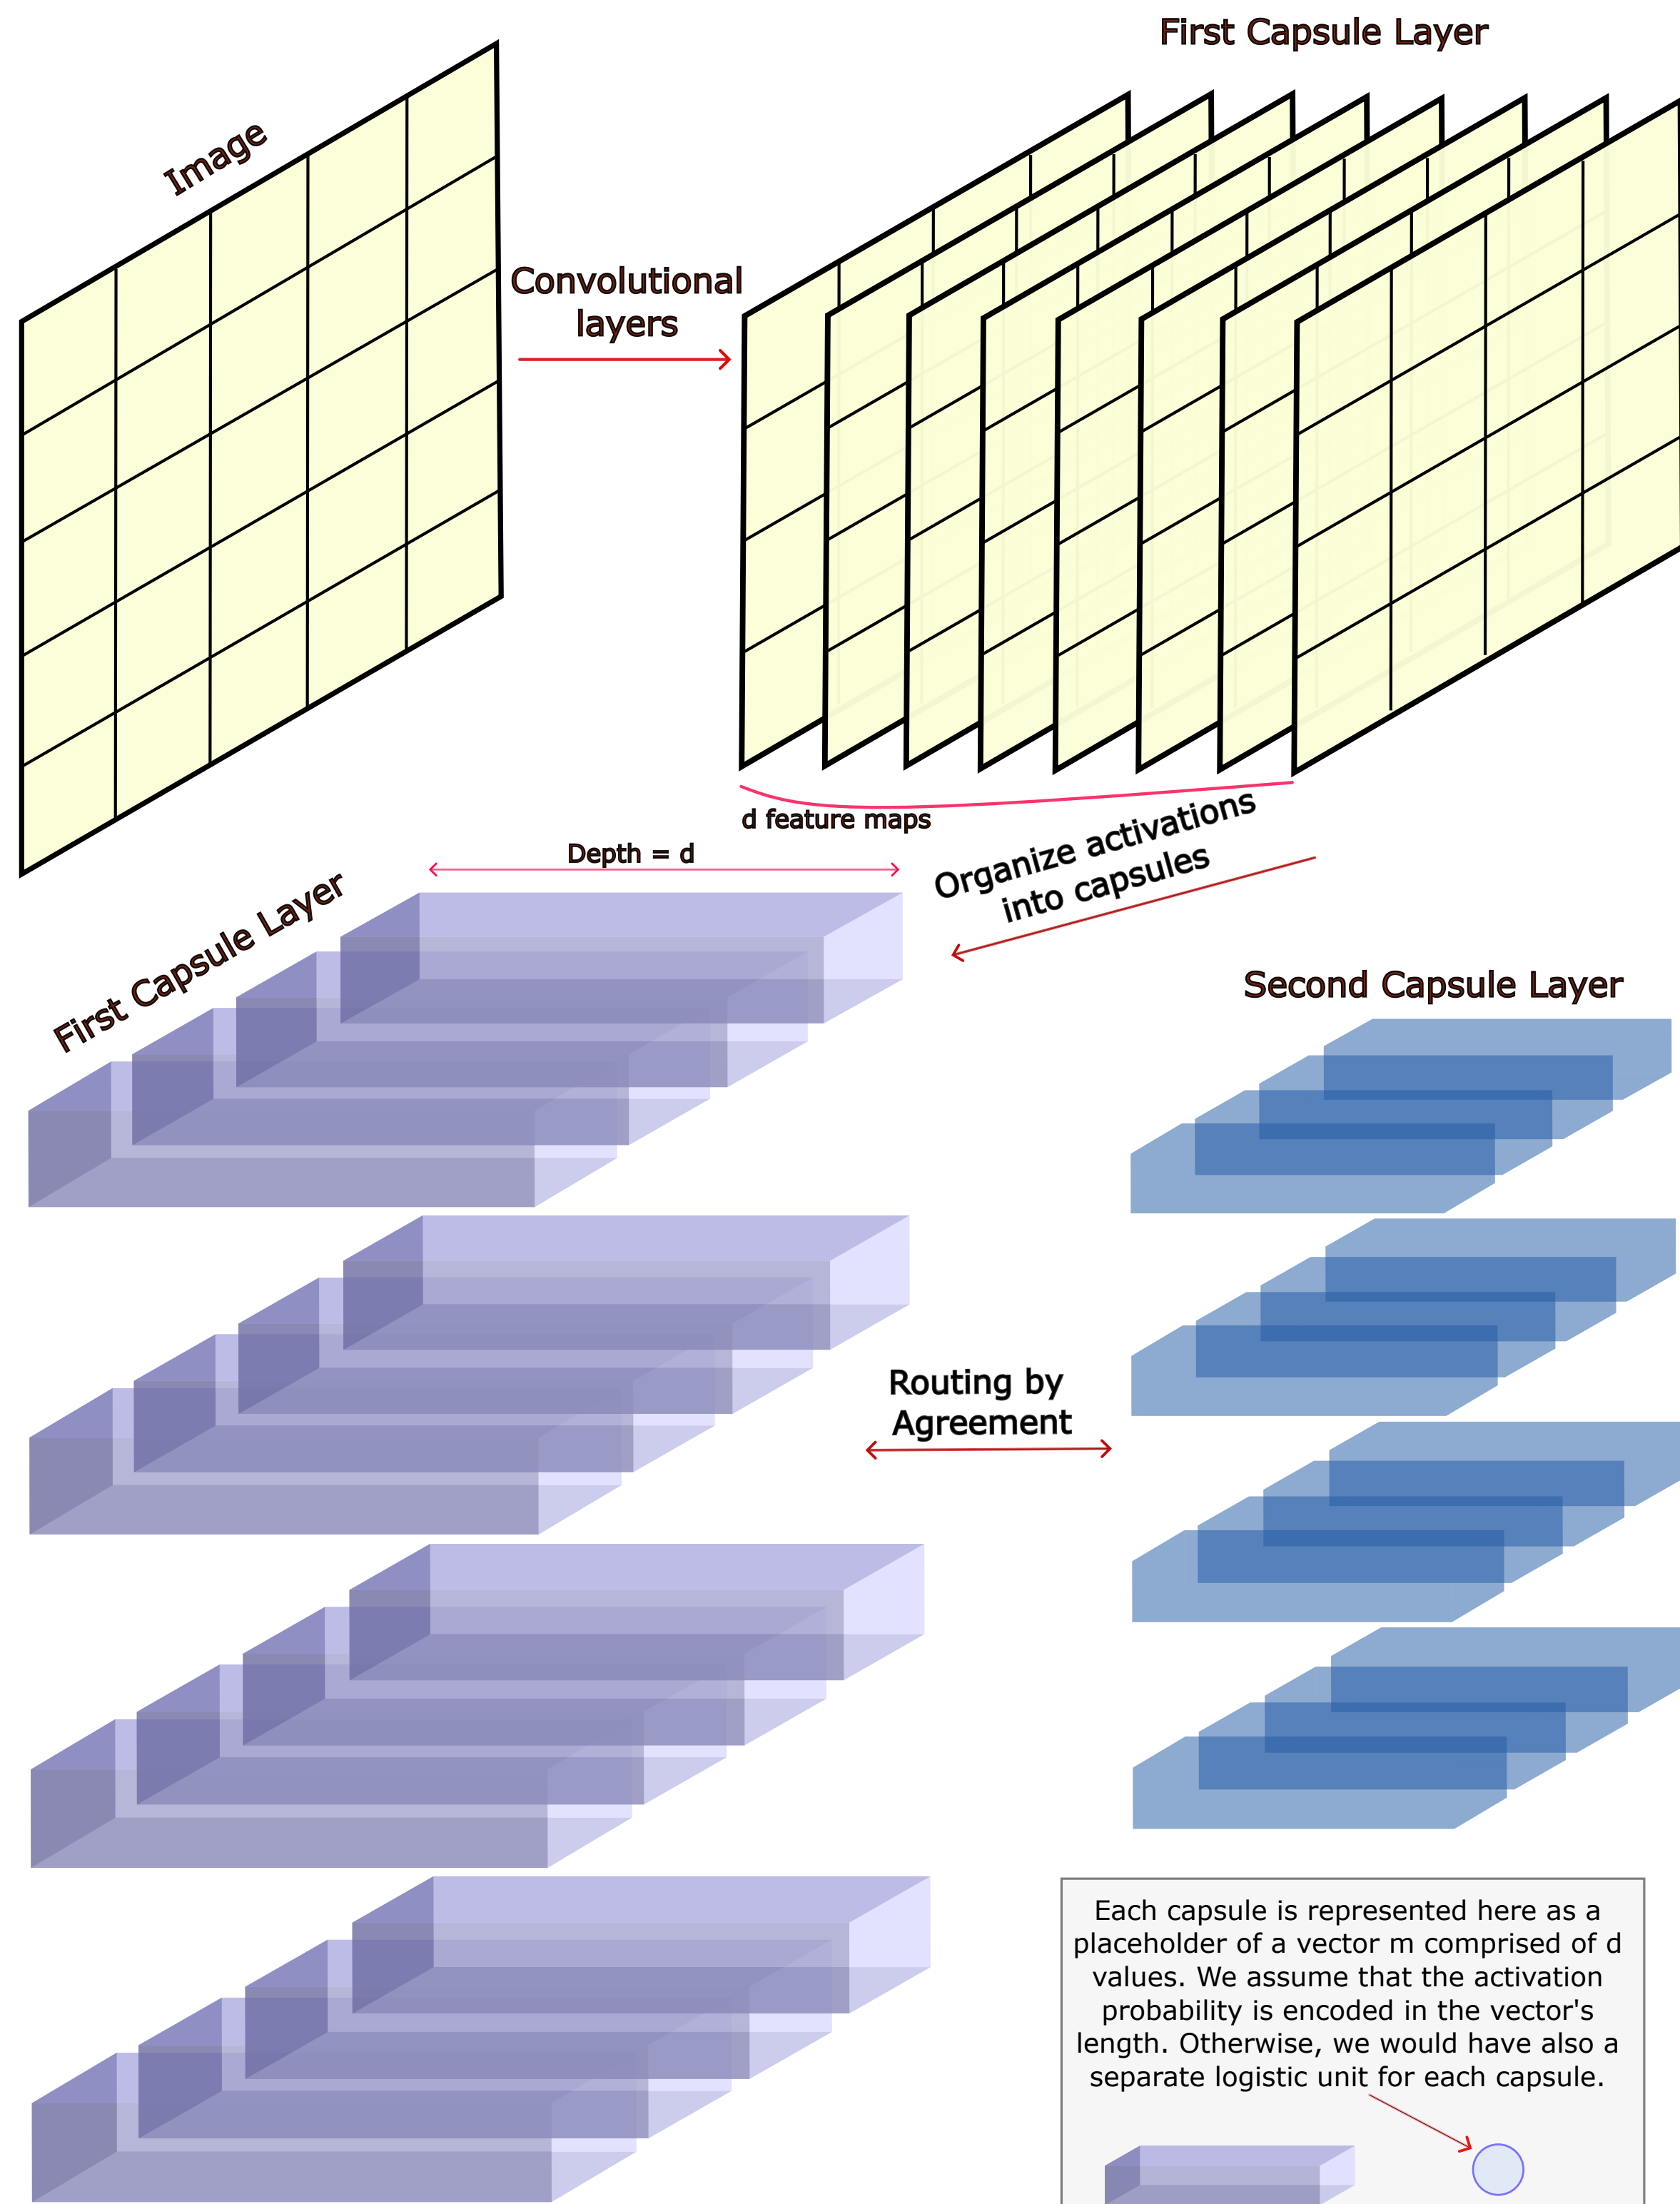 First Capsule Layer
Image
Convolutional
layers
d feature maps
Depth = d
Organize activations
into capsules
First Capsule Layer
Second Capsule Layer
Routing by
Agreement
Each capsule is represented here as a
placeholder of a vector m comprised of d
values. We assume that the activation
probability is encoded in the vector's
length. Otherwise, we would have also a
separate logistic unit for each capsule.